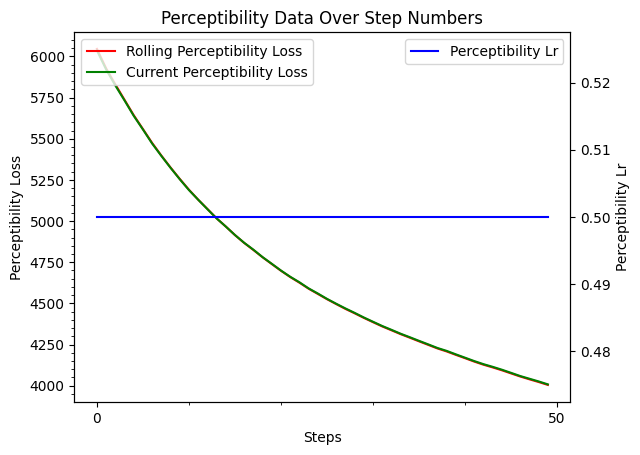 Perceptibility Data Over Step Numbers
Rolling Perceptibility Loss
Current Perceptibility Loss
Perceptibility Lr
6000
5750
5500
5250
5000
4750
4500
4250
4000
Perceptibility Loss
0.52
0.51
0.50
0.49
0.48
Perceptibility Lr
0
50
Steps